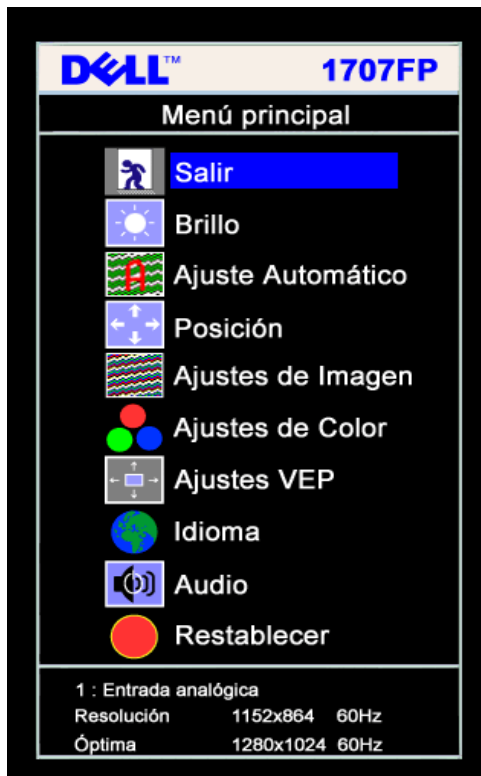 DELL™ 1707FP
Menú principal
Salir
Brillo
Ajuste Automático
Posición
Ajustes de Imagen
Ajustes de Color
Ajustes VEP
Idioma
Audio
Restablecer
1 : Entrada analógica
Resolución 1152x864 60Hz
Óptima 1280x1024 60Hz